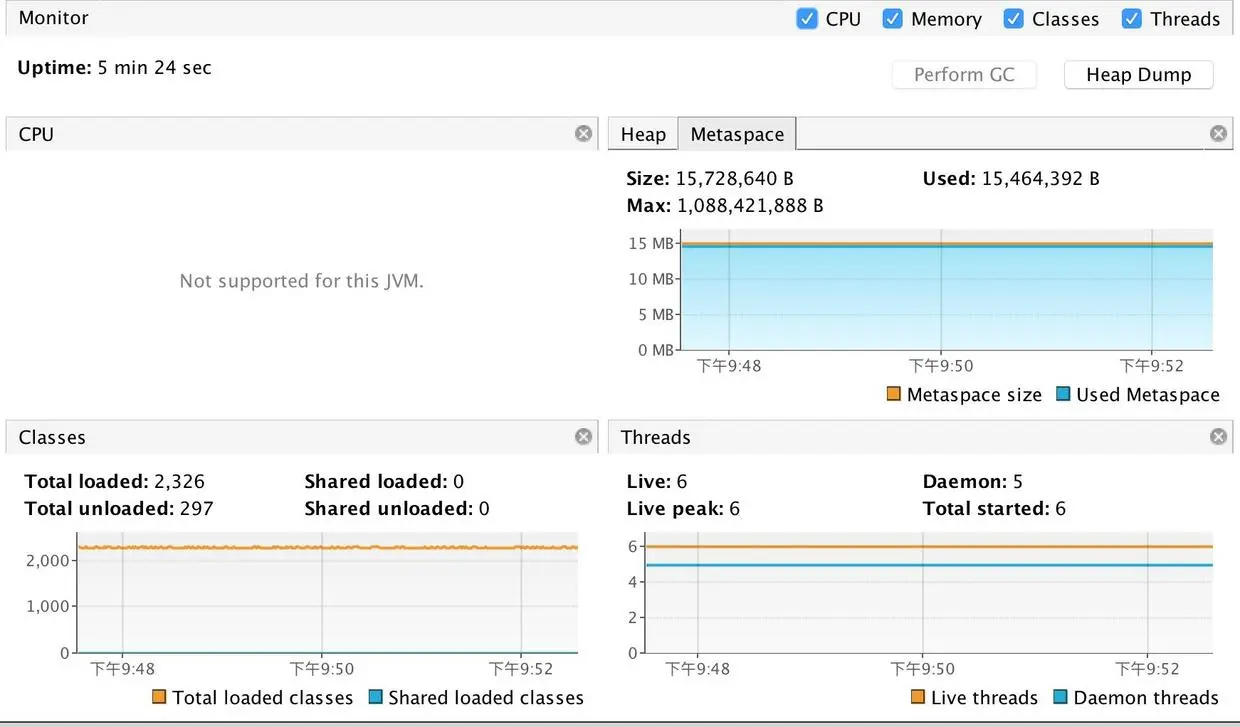 Monitor
CPU Memory Classes Threads
Uptime: 5 min 24 sec
Perform GC Heap Dump
CPU
Not supported for this JVM.
Heap Metaspace
Size: 15,728,640 B Used: 15,464,392 B
Max: 1,088,421,888 B
15 MB
10 MB
5 MB
0 MB
下午9:48 下午9:50 下午9:52
Metaspace size Used Metaspace
Classes
Total loaded: 2,326 Shared loaded: 0
Total unloaded: 297 Shared unloaded: 0
2,000
1,000
0
下午9:48 下午9:50 下午9:52
Total loaded classes Shared loaded classes
Threads
Live: 6 Daemon: 5
Live peak: 6 Total started: 6
6
4
2
0
下午9:48 下午9:50 下午9:52
Live threads Daemon threads